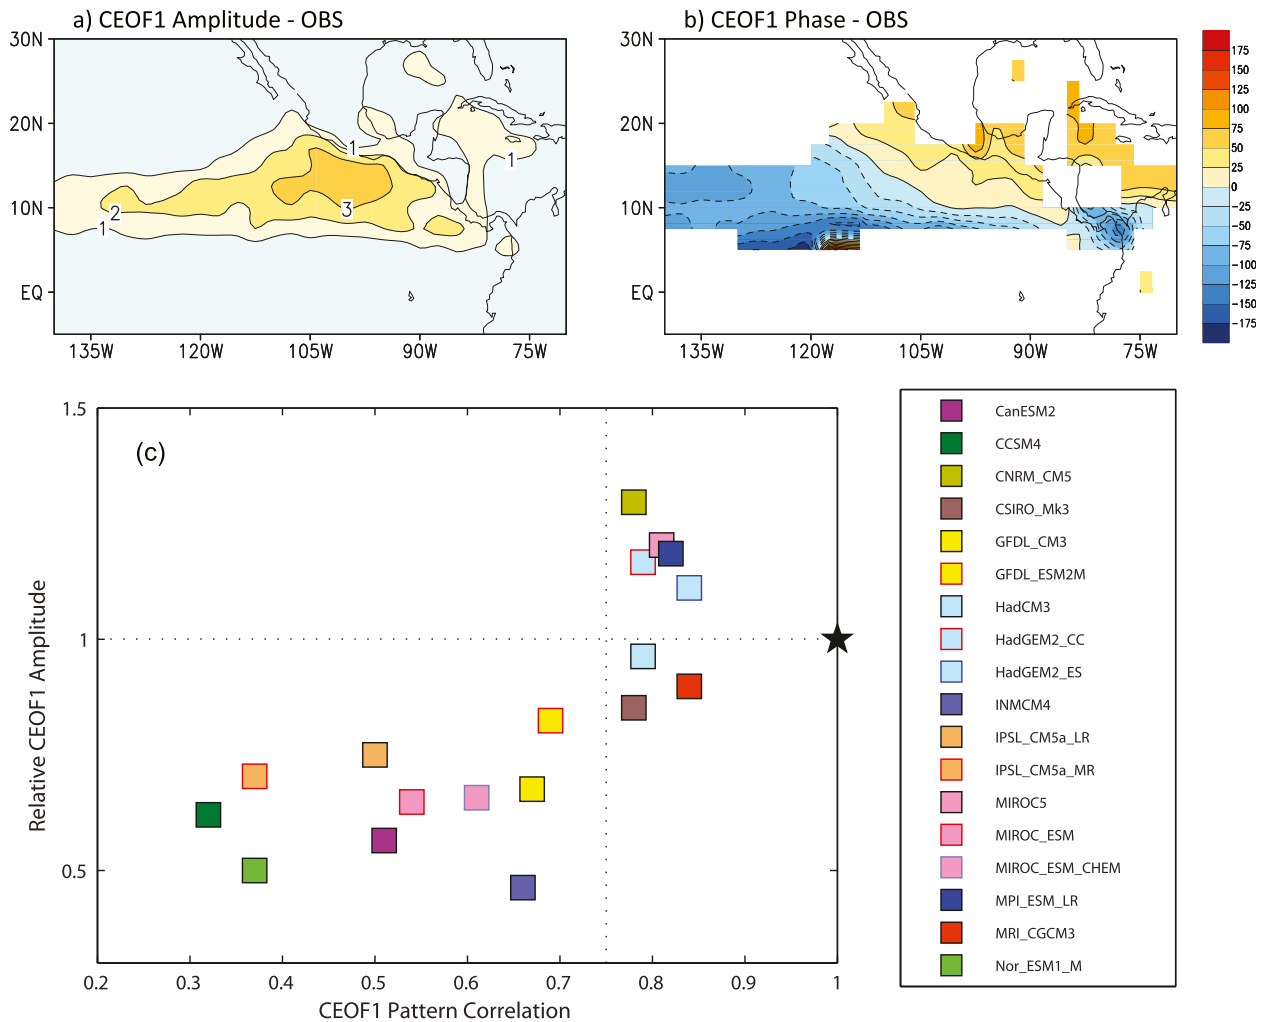 a) CEOF1 Amplitude - OBS
30N
20N
10N
EQ
135W 120W 105W 90W 75W
1
1
2
3
1
b) CEOF1 Phase - OBS
30N
20N
10N
EQ
135W 120W 105W 90W 75W
175
150
125
100
75
50
25
0
-25
-50
-75
-100
-125
-150
-175
(c)
1.5
1
0.5
Relative CEOF1 Amplitude
0.2 0.3 0.4 0.5 0.6 0.7 0.8 0.9 1
CEOF1 Pattern Correlation
CanESM2
CCSM4
CNRM_CM5
CSIRO_Mk3
GFDL_CM3
GFDL_ESM2M
HadCM3
HadGEM2_CC
HadGEM2_ES
INMCM4
IPSL_CM5a_LR
IPSL_CM5a_MR
MIROC5
MIROC_ESM
MIROC_ESM_CHEM
MPI_ESM_LR
MRI_CGCM3
Nor_ESM1_M